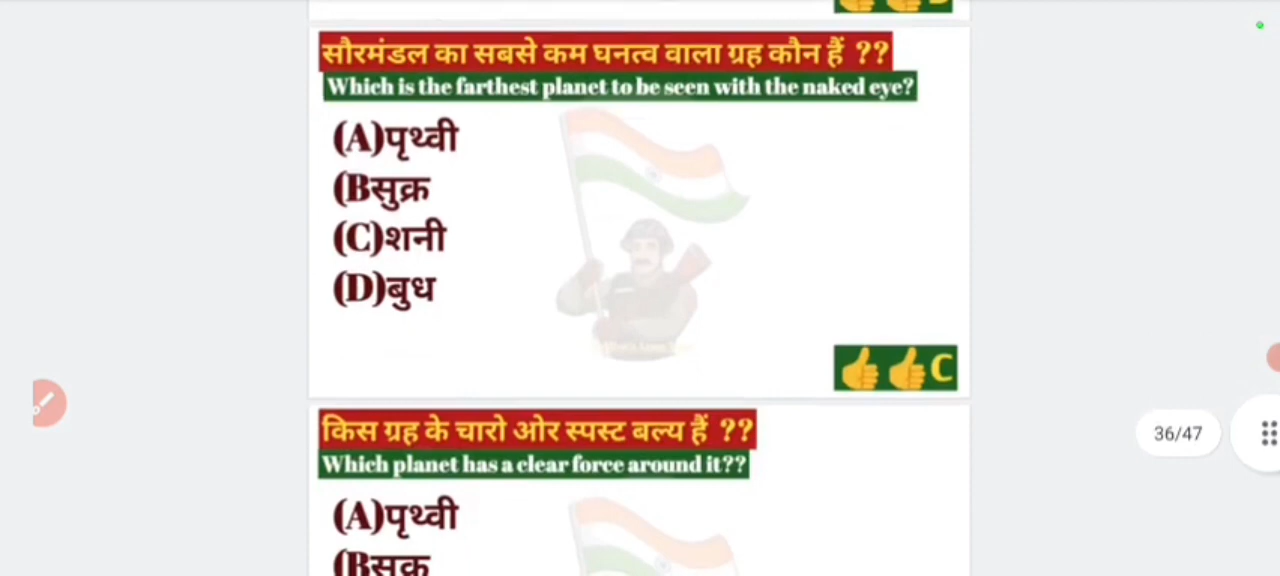 सौरमंडल का सबसे कम घनत्व वाला ग्रह कौन हैं ??
Which is the farthest planet to be seen with the naked eye?
(A)पृथ्वी
(Bसुक्र
(C)शनी
(D)बुध
C
36/47
किस ग्रह के चारो ओर स्पस्ट बल्य हैं ??
Which planet has a clear force around it??
(A)पृथ्वी
(Bसुक्र